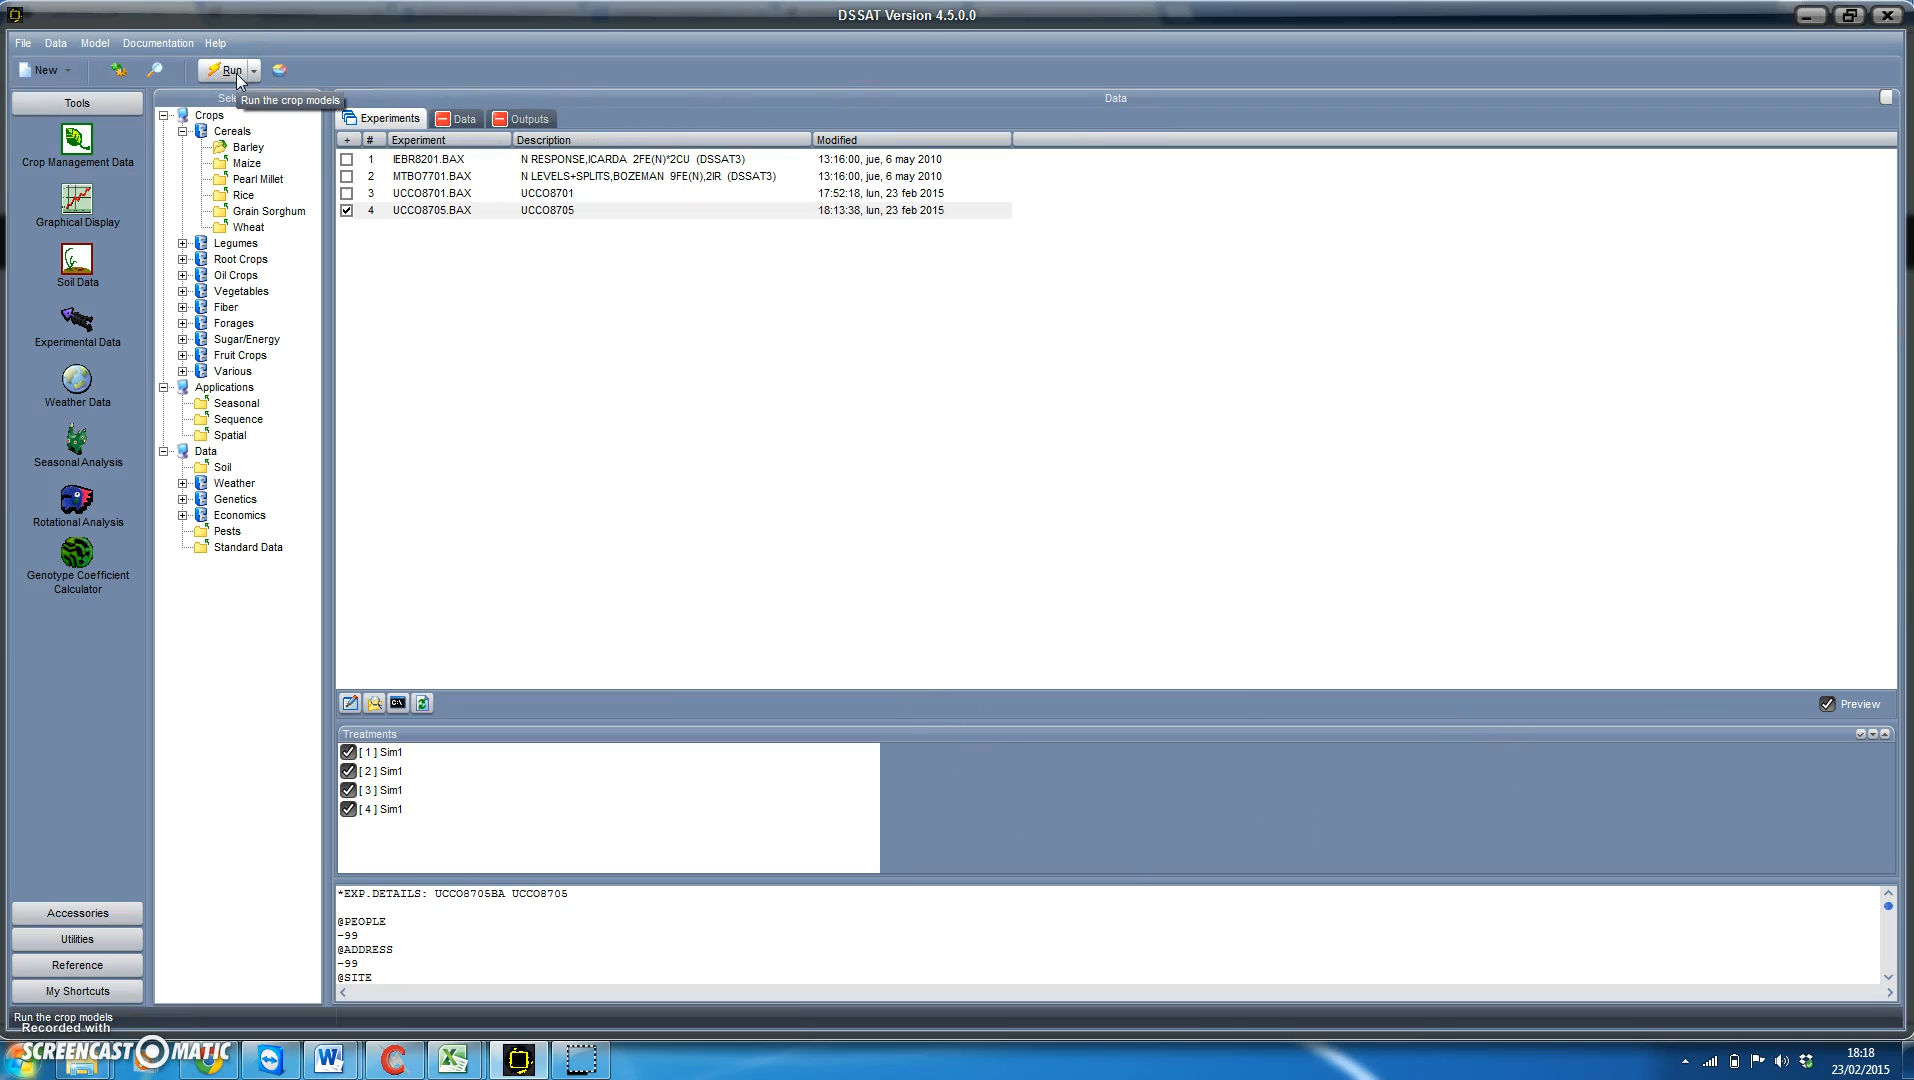 DSSAT Version 4.5.0.0
File Data Model Documentation Help
New Run
Run the crop models
Tools
Crop Management Data
Graphical Display
Soil Data
Experimental Data
Weather Data
Seasonal Analysis
Rotational Analysis
Genotype Coefficient
Calculator
Accessories
Utilities
Reference
My Shortcuts
Sele
Crops
Cereals
Barley
Maize
Pearl Millet
Rice
Grain Sorghum
Wheat
Legumes
Root Crops
Oil Crops
Vegetables
Fiber
Forages
Sugar/Energy
Fruit Crops
Various
Applications
Seasonal
Sequence
Spatial
Data
Soil
Weather
Genetics
Economics
Pests
Standard Data
Data
Experiments Data Outputs
+ # Experiment Description Modified
1 IEBR8201.BAX N RESPONSE,ICARDA 2FE(N)*2CU (DSSAT3) 13:16:00, jue, 6 may 2010
2 MTBO7701.BAX N LEVELS+SPLITS,BOZEMAN 9FE(N),2IR (DSSAT3) 13:16:00, jue, 6 may 2010
3 UCCO8701.BAX UCCO8701 17:52:18, lun, 23 feb 2015
4 UCCO8705.BAX UCCO8705 18:13:38, lun, 23 feb 2015
C:\
Preview
Treatments
[ 1 ] Sim1
[ 2 ] Sim1
[ 3 ] Sim1
[ 4 ] Sim1
*EXP.DETAILS: UCCO8705BA UCCO8705
@PEOPLE
-99
@ADDRESS
-99
@SITE
Run the crop models
Recorded with
SCREENCAST MATIC
18:18
23/02/2015